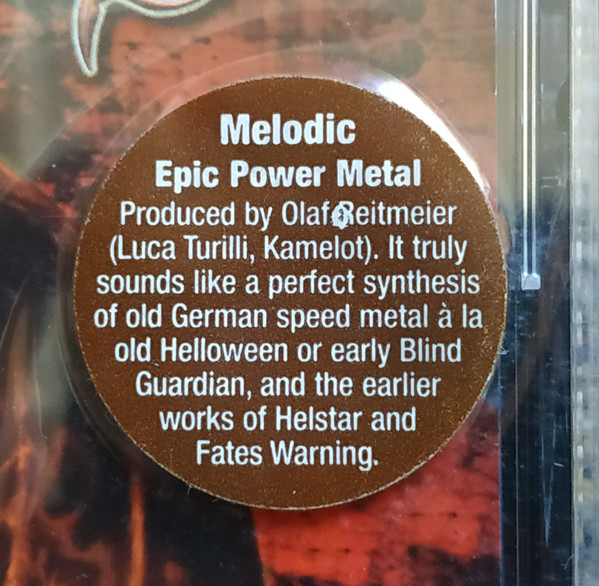 Melodic
Epic Power Metal
Produced by Olaf Reitmeier
(Luca Turilli, Kamelot). It truly
sounds like a perfect synthesis
of old German speed metal à la
old Helloween or early Blind
Guardian, and the earlier
works of Helstar and
Fates Warning.